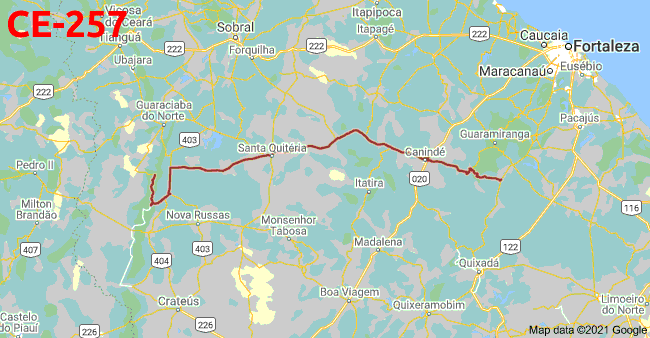 CE-257
Viçosa do
Ceará
Tianguá
Ubajara
Sobral
Forquilha
222
222
222
222
Itapipoca
Itapagé
Caucaia
Fortaleza
Maracanaú
Eusébio
Pacajús
Guaraciaba
do Norte
403
Guaramiranga
Pedro II
Santa Quitéria
Canindé
020
Itatira
Milton
Brandão
Nova Russas
Monsenhor
Tabosa
116
407
403
404
Madalena
122
Quixadá
Crateús
Boa Viagem
Quixeramobim
Limoeiro
do Norte
Castelo
do Piauí
226
226
Map data ©2021 Google